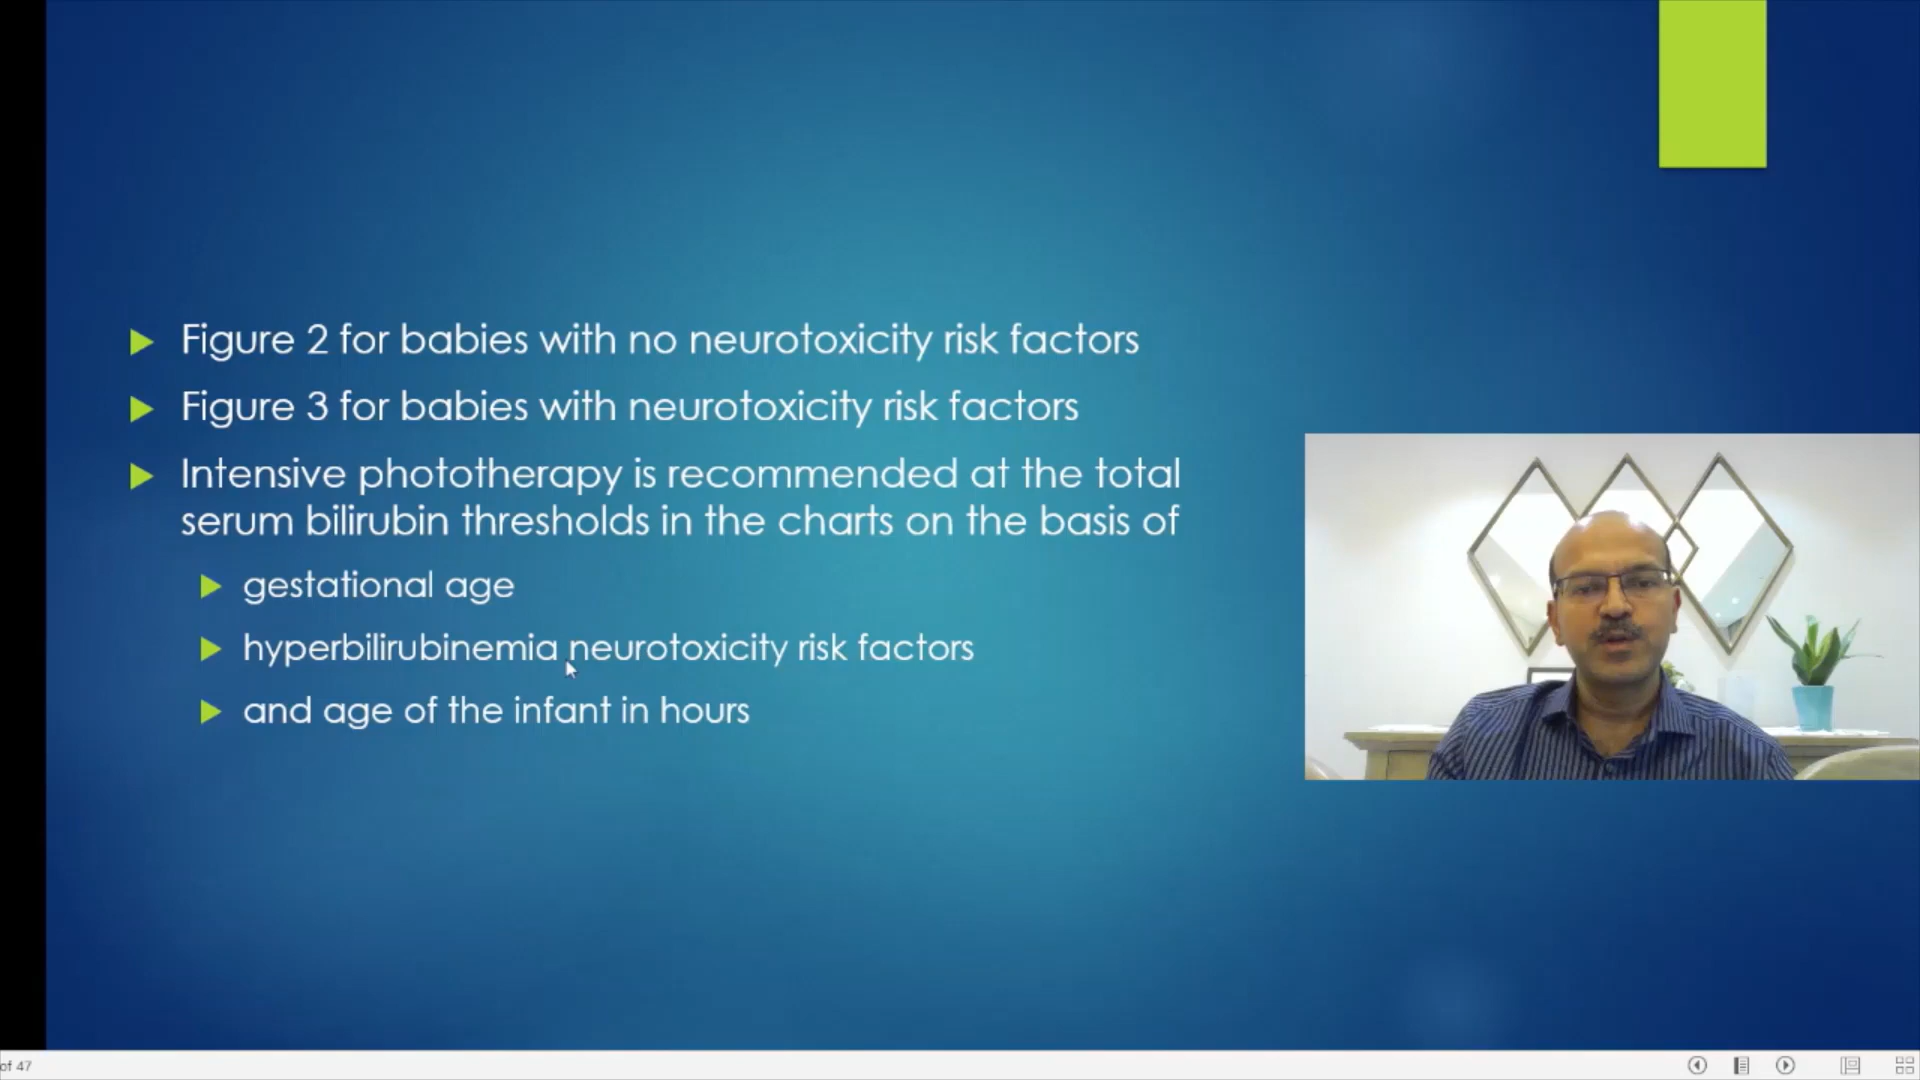 Figure 2 for babies with no neurotoxicity risk factors
Figure 3 for babies with neurotoxicity risk factors
Intensive phototherapy is recommended at the total
serum bilirubin thresholds in the charts on the basis of
gestational age
hyperbilirubinemia neurotoxicity risk factors
and age of the infant in hours
of 47